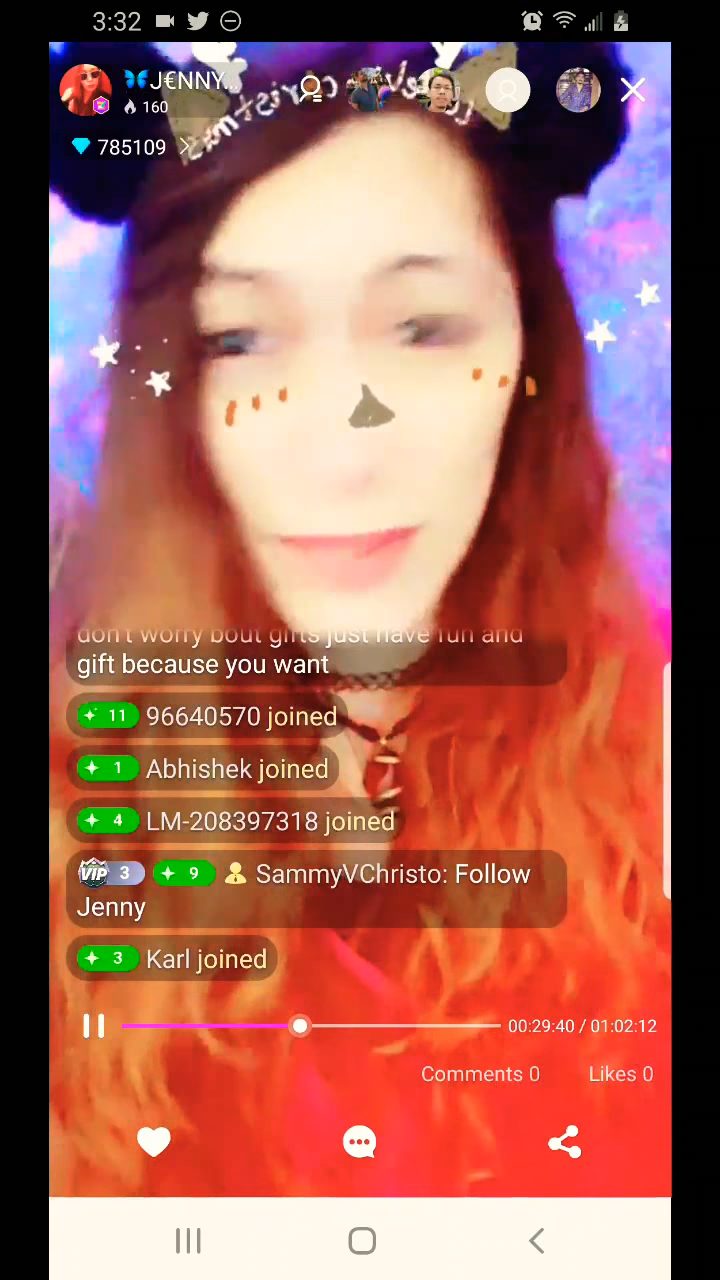 3:32
J€NNY...
160
785109
christmas
don't worry bout gifts just have fun and
gift because you want
11 96640570 joined
1 Abhishek joined
4 LM-208397318 joined
VIP 3 9 SammyVChristo: Follow
Jenny
3 Karl joined
00:29:40 / 01:02:12
Comments 0 Likes 0